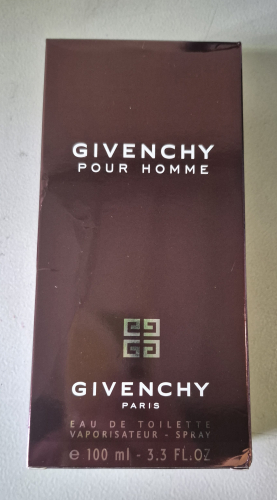 GIVENCHY
POUR HOMME
GIVENCHY
PARIS
EAU DE TOILETTE
VAPORISATEUR - SPRAY
e 100 ml - 3.3 FL.OZ